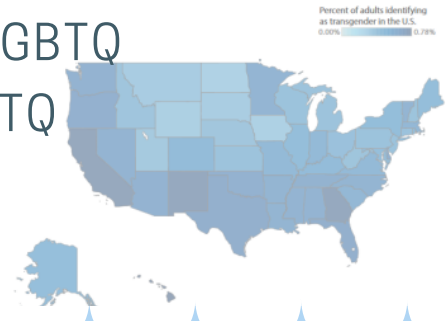 Percent of adults identifying
as transgender in the U.S.
0.00% 0.78%
GBTQ
TQ